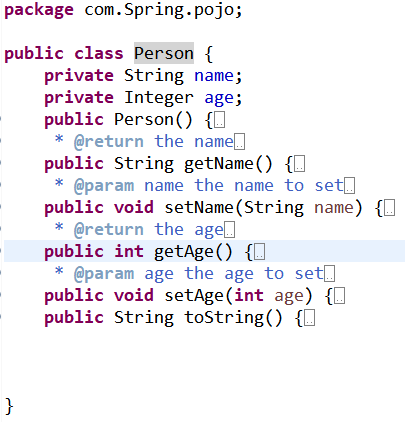 package com.Spring.pojo;
public class Person {
private String name;
private Integer age;
public Person() {
* @return the name
public String getName() {
* @param name the name to set
public void setName(String name) {
* @return the age
public int getAge() {
* @param age the age to set
public void setAge(int age) {
public String toString() {
}